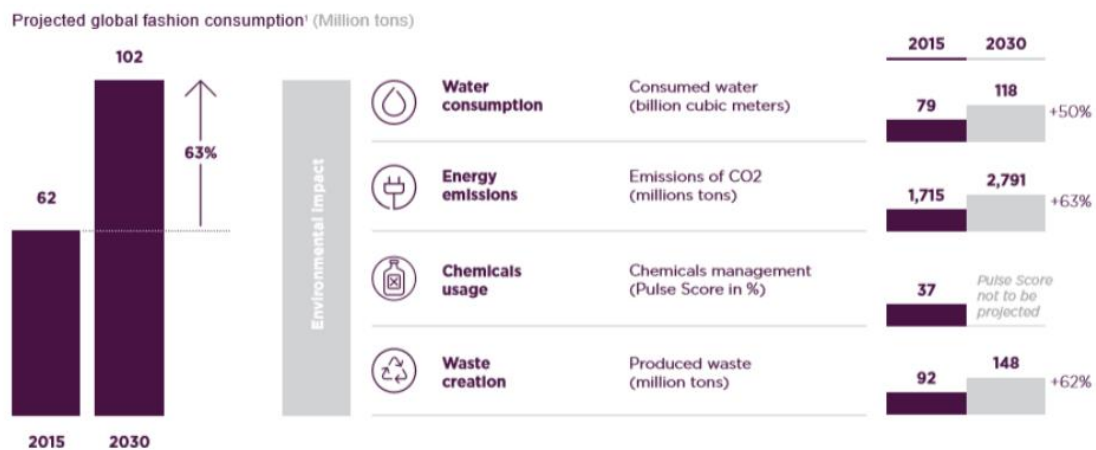 Projected global fashion consumption¹ (Million tons)
102
63%
62
2015 2030
Environmental impact
2015 2030
Water
consumption
Consumed water
(billion cubic meters)
79 118 +50%
Energy
emissions
Emissions of CO2
(millions tons)
1,715 2,791 +63%
Chemicals
usage
Chemicals management
(Pulse Score in %)
37
Pulse Score
not to be
projected
Waste
creation
Produced waste
(million tons)
92 148 +62%